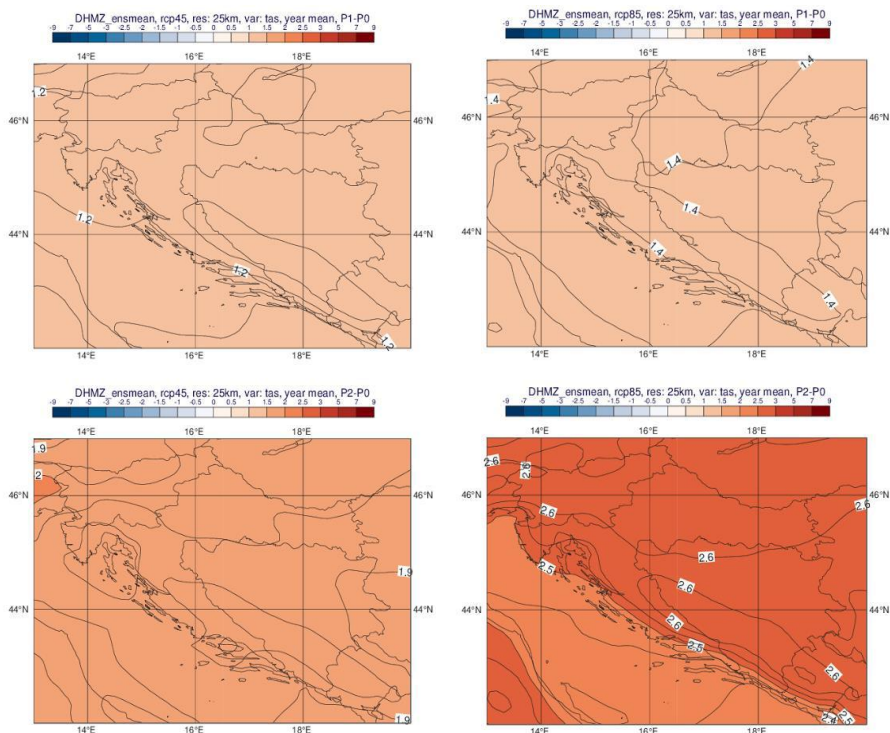 DHMZ_ensmean, rcp45, res: 25km, var: tas, year mean, P1-P0
-9 -7 -5 -3 -2.5 -2 -1.5 -1 -0.5 0 0.5 1 1.5 2 2.5 3 5 7 9
14°E 16°E 18°E
1.2
46°N 46°N
1.2
44°N 44°N
1.2
1.2
14°E 16°E 18°E
DHMZ_ensmean, rcp85, res: 25km, var: tas, year mean, P1-P0
-9 -7 -5 -3 -2.5 -2 -1.5 -1 -0.5 0 0.5 1 1.5 2 2.5 3 5 7 9
14°E 16°E 18°E
1.4
1.4
46°N 46°N
1.4
1.4
44°N 44°N
1.4
1.4
14°E 16°E 18°E
DHMZ_ensmean, rcp45, res: 25km, var: tas, year mean, P2-P0
-9 -7 -5 -3 -2.5 -2 -1.5 -1 -0.5 0 0.5 1 1.5 2 2.5 3 5 7 9
14°E 16°E 18°E
1.9
2
46°N 46°N
1.9
44°N 44°N
1.9
14°E 16°E 18°E
DHMZ_ensmean, rcp85, res: 25km, var: tas, year mean, P2-P0
-9 -7 -5 -3 -2.5 -2 -1.5 -1 -0.5 0 0.5 1 1.5 2 2.5 3 5 7 9
14°E 16°E 18°E
2.6 2.6
46°N 46°N
2.6 2.6
2.6
2.5
2.6
44°N 44°N
2.6
2.5
2.6
2.5
2.4
14°E 16°E 18°E